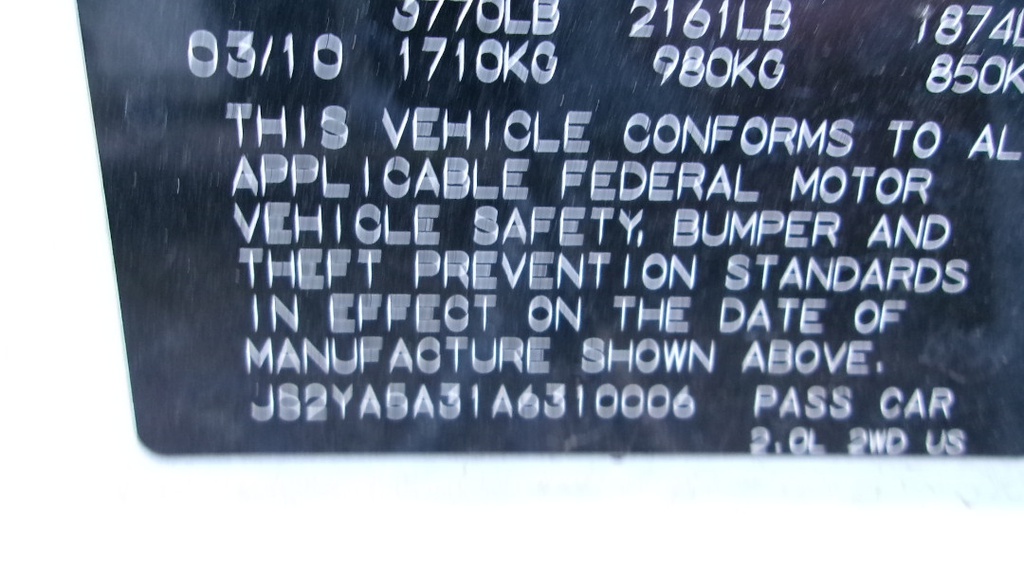 3770LB 2161LB 1874L
03/10 1710KG 980KG 850K
THIS VEHICLE CONFORMS TO AL
APPLICABLE FEDERAL MOTOR
VEHICLE SAFETY, BUMPER AND
THEFT PREVENTION STANDARDS
IN EFFECT ON THE DATE OF
MANUFACTURE SHOWN ABOVE.
JS2YA5A31A6310006 PASS CAR
2.0L 2WD US